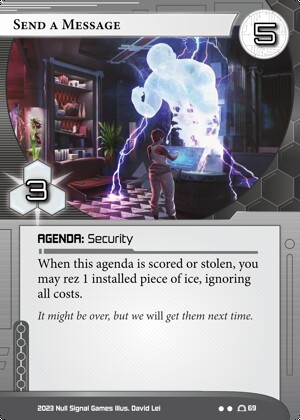 SEND A MESSAGE
5
3
AGENDA: Security
When this agenda is scored or stolen, you
may rez 1 installed piece of ice, ignoring
all costs.
It might be over, but we will get them next time.
2023 Null Signal Games Illus. David Lei
69